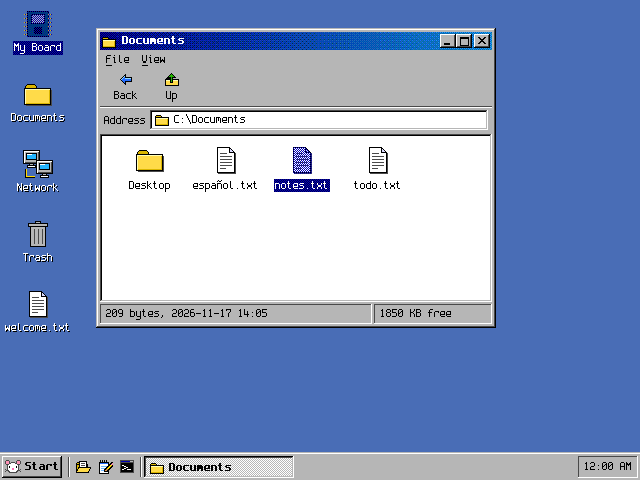 My Board
Documents
Network
Trash
welcome.txt
Documents
File View
Back Up
Address C:\Documents
Desktop español.txt notes.txt todo.txt
209 bytes, 2026-11-17 14:05 1850 KB free
Start Documents 12:00 AM